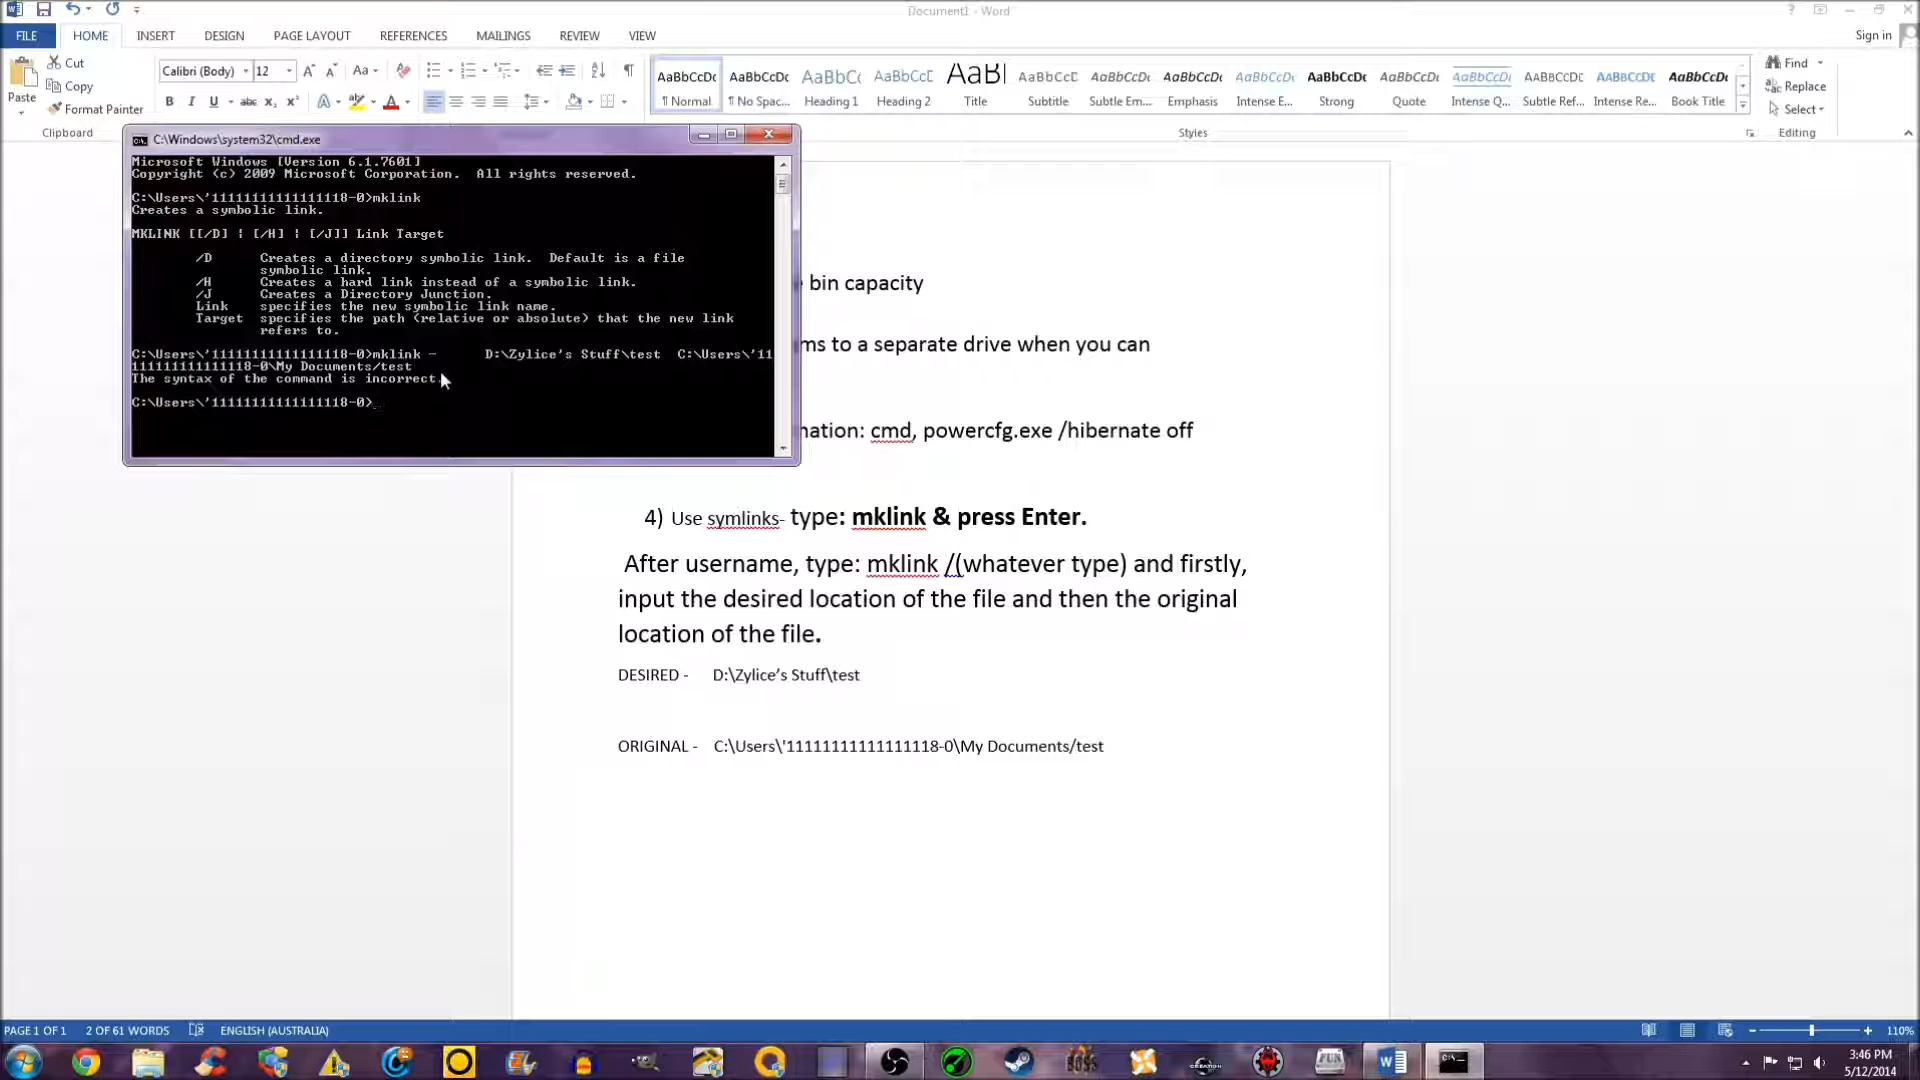 Document1 - Word
FILE HOME INSERT DESIGN PAGE LAYOUT REFERENCES MAILINGS REVIEW VIEW
Sign in
Paste
Cut
Copy
Format Painter
Clipboard
Calibri (Body) 12
AaBbCcDc AaBbCcDc AaBbCc AaBbCcD AaBl AaBbCcD AaBbCcDc AaBbCcDc AaBbCcDc AaBbCcDc AaBbCcDc AaBbCcDc AABBCCDC AABBCCDC AaBbCcDc
¶ Normal ¶ No Spac... Heading 1 Heading 2 Title Subtitle Subtle Em... Emphasis Intense E... Strong Quote Intense Q... Subtle Ref... Intense Re... Book Title
Styles
Find
Replace
Select
Editing
C:\Windows\system32\cmd.exe
Microsoft Windows [Version 6.1.7601]
Copyright (c) 2009 Microsoft Corporation. All rights reserved.
C:\Users\'11111111111111118-0>mklink
Creates a symbolic link.
MKLINK [[/D] | [/H] | [/J]] Link Target
/D Creates a directory symbolic link. Default is a file
symbolic link.
/H Creates a hard link instead of a symbolic link.
/J Creates a Directory Junction.
Link specifies the new symbolic link name.
Target specifies the path (relative or absolute) that the new link
refers to.
C:\Users\'11111111111111118-0>mklink - D:\Zylice's Stuff\test C:\Users\'11
111111111111118-0\My Documents/test
The syntax of the command is incorrect.
C:\Users\'11111111111111118-0>_
bin capacity
ms to a separate drive when you can
nation: cmd, powercfg.exe /hibernate off
4) Use symlinks- type: mklink & press Enter.
After username, type: mklink /(whatever type) and firstly,
input the desired location of the file and then the original
location of the file.
DESIRED - D:\Zylice’s Stuff\test
ORIGINAL - C:\Users\'11111111111111118-0\My Documents/test
PAGE 1 OF 1 2 OF 61 WORDS ENGLISH (AUSTRALIA)
110%
3:46 PM
5/12/2014